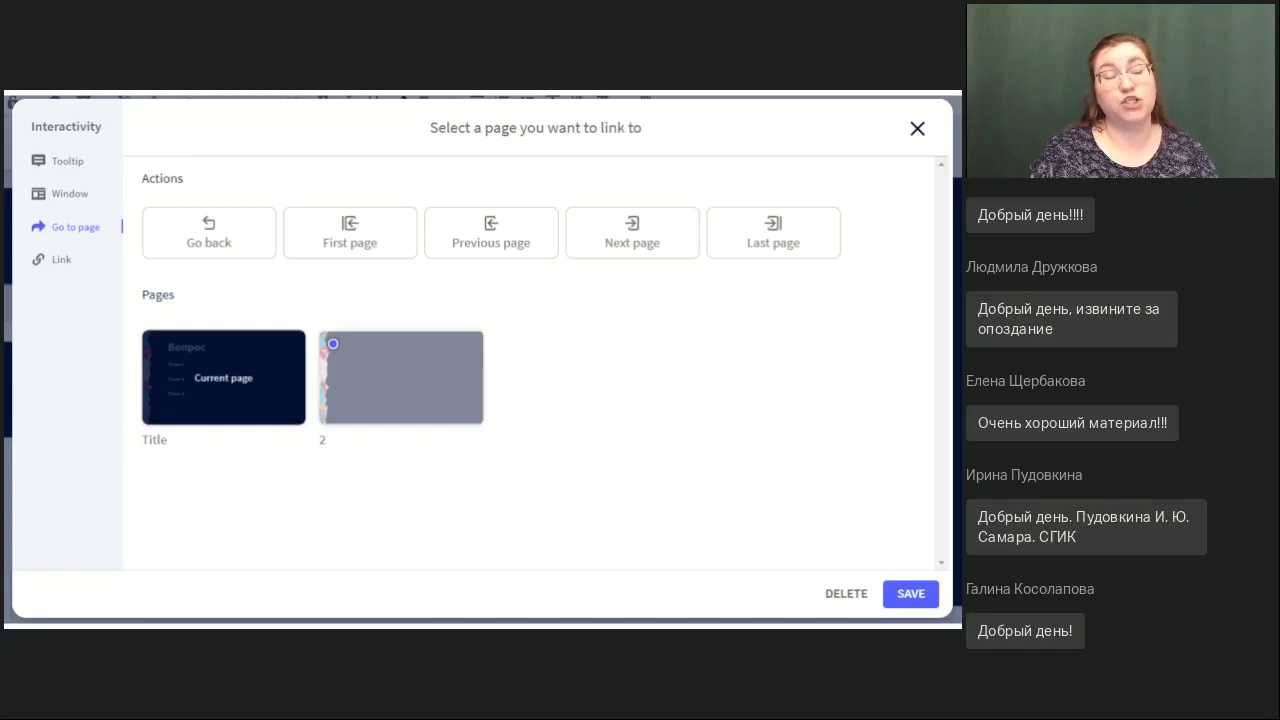 Interactivity
Select a page you want to link to
Tooltip
Window
Go to page
Link
Actions
Go back
First page
Previous page
Next page
Last page
Pages
Вопрос
Current page
Title
2
DELETE
SAVE
Добрый день!!!!
Людмила Дружкова
Добрый день, извините за
опоздание
Елена Щербакова
Очень хороший материал!!!
Ирина Пудовкина
Добрый день. Пудовкина И. Ю.
Самара. СГИК
Галина Косолапова
Добрый день!